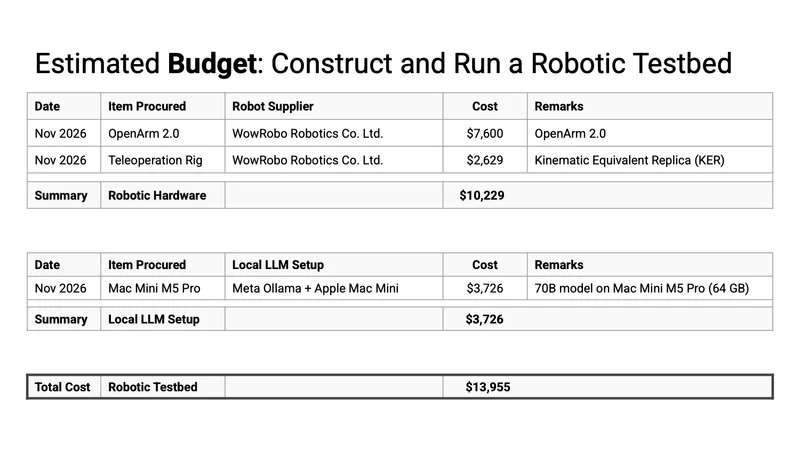 Estimated Budget: Construct and Run a Robotic Testbed
Date Item Procured Robot Supplier Cost Remarks
Nov 2026 OpenArm 2.0 WowRobo Robotics Co. Ltd. $7,600 OpenArm 2.0
Nov 2026 Teleoperation Rig WowRobo Robotics Co. Ltd. $2,629 Kinematic Equivalent Replica (KER)
Summary Robotic Hardware $10,229
Date Item Procured Local LLM Setup Cost Remarks
Nov 2026 Mac Mini M5 Pro Meta Ollama + Apple Mac Mini $3,726 70B model on Mac Mini M5 Pro (64 GB)
Summary Local LLM Setup $3,726
Total Cost Robotic Testbed $13,955